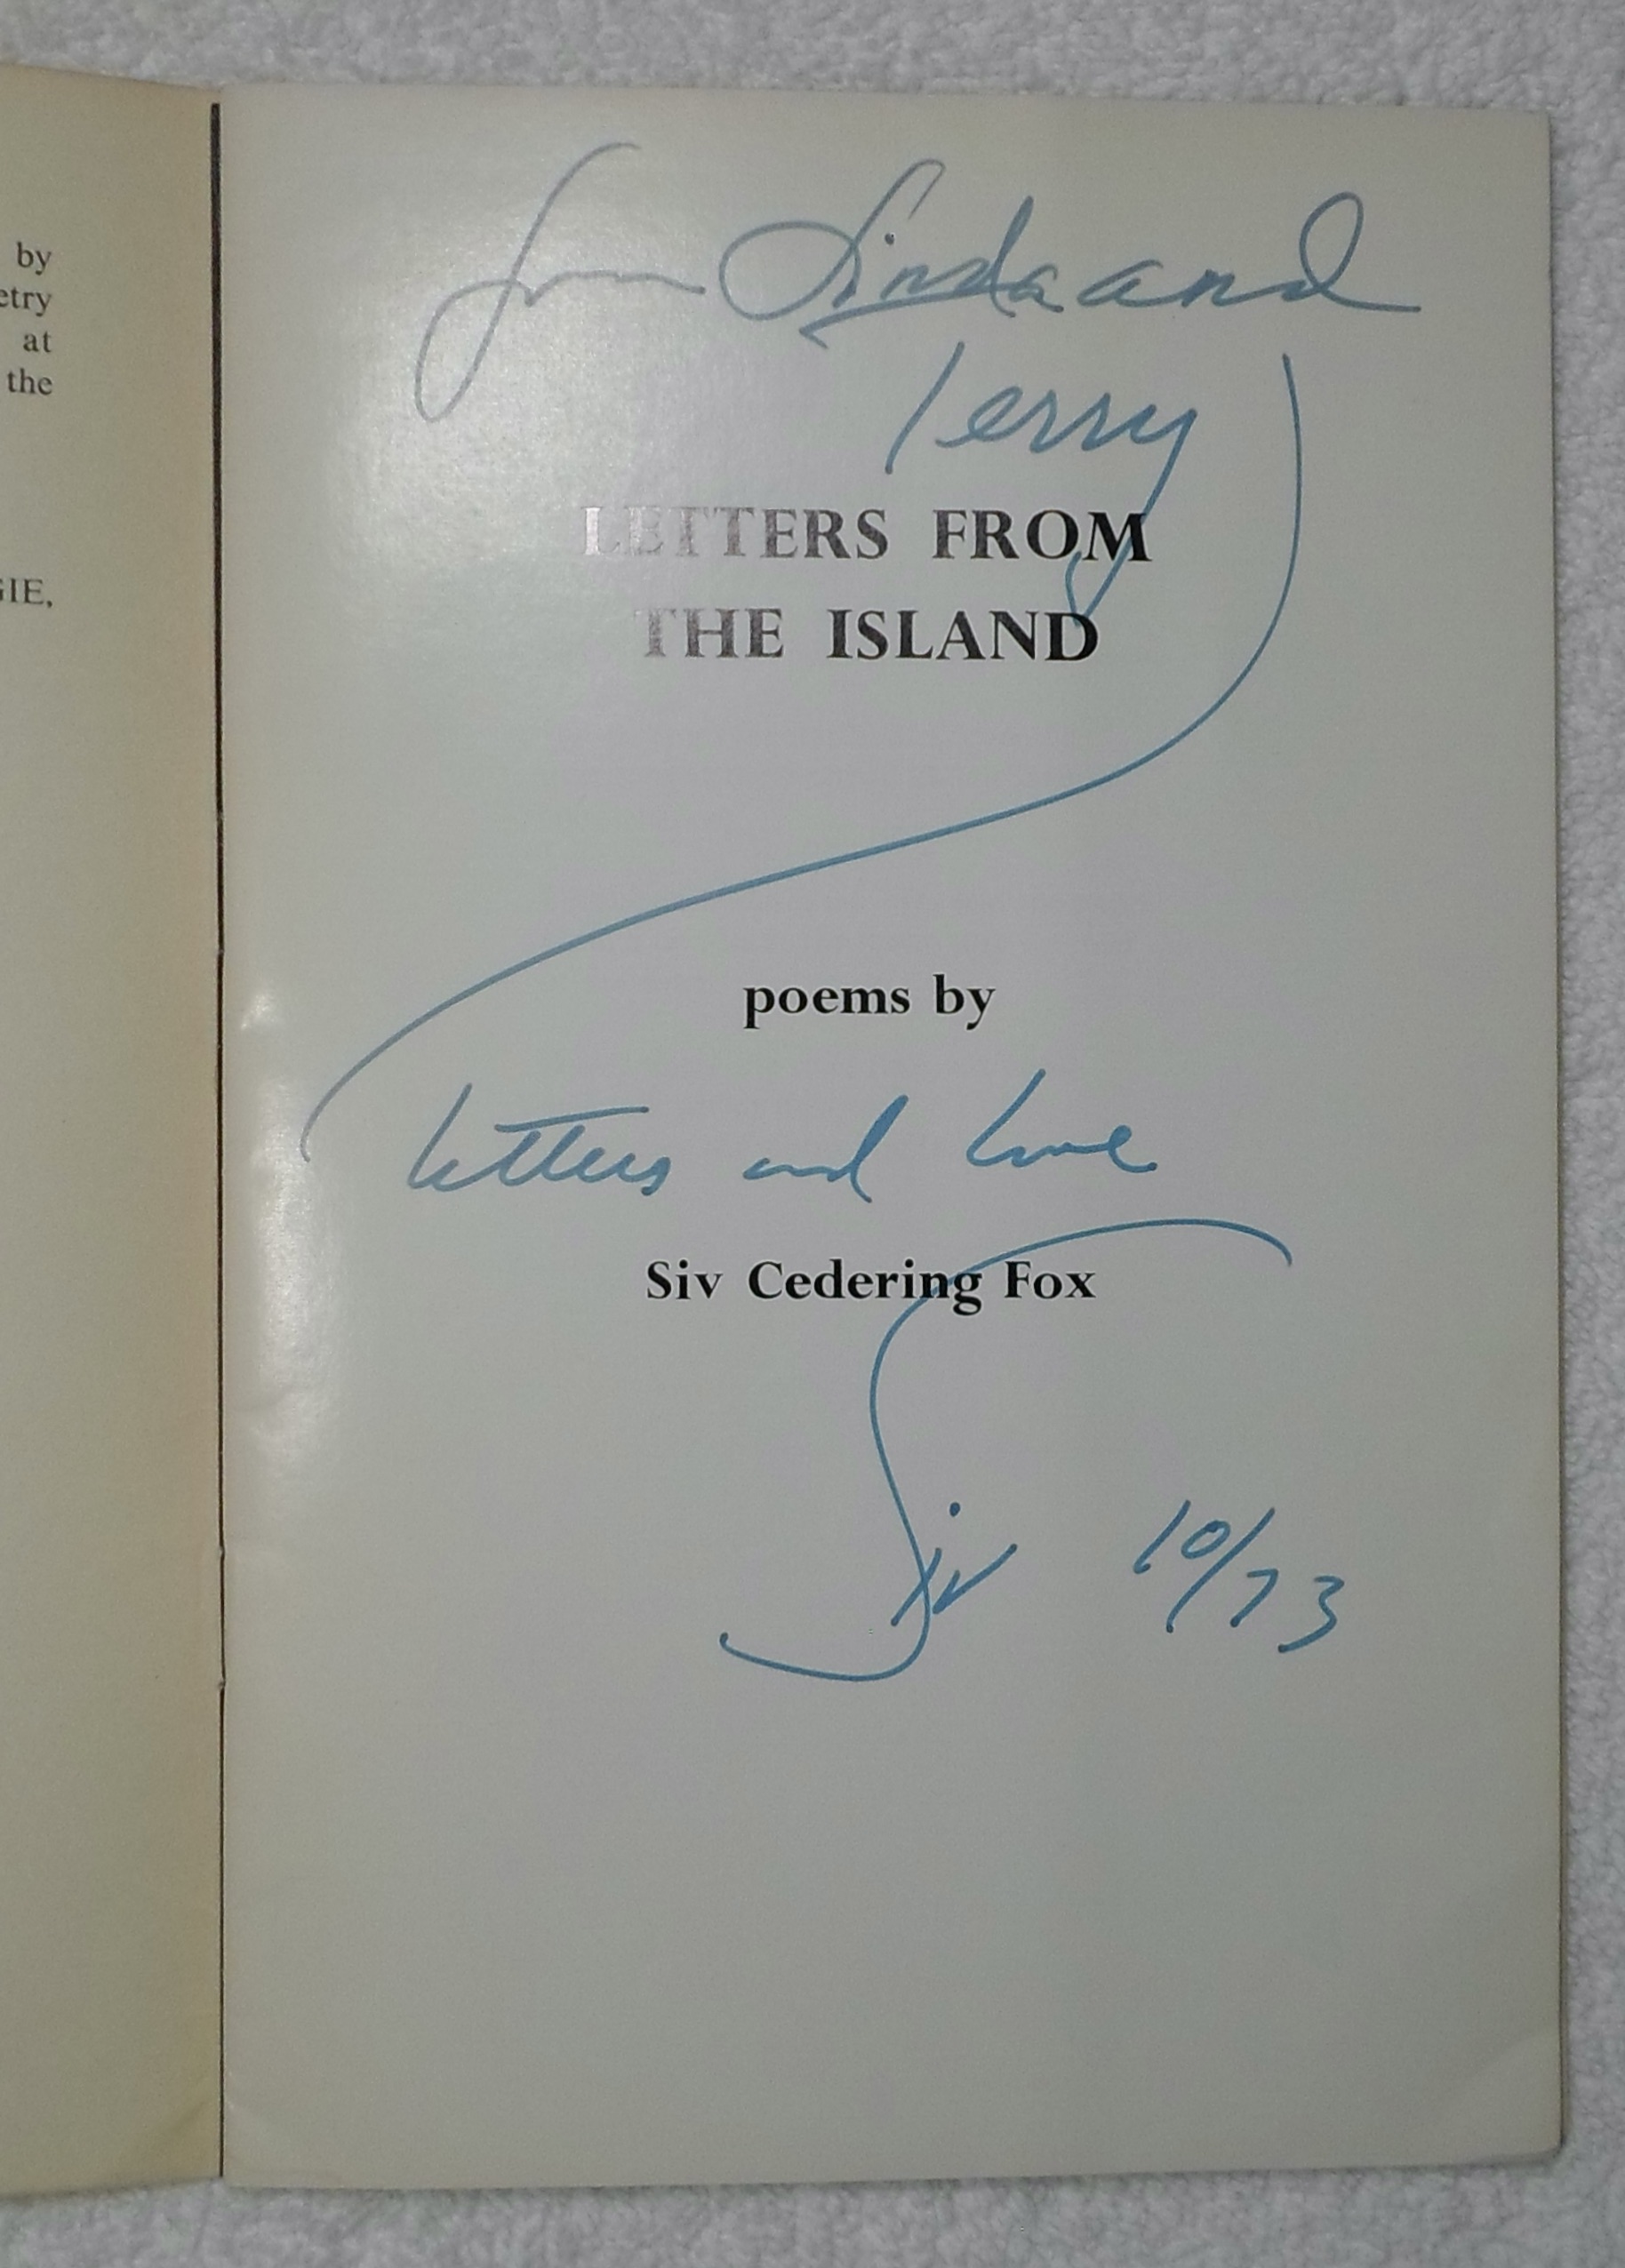 by
etry
at
the
GIE,
for Linda and
Terry
LETTERS FROM
THE ISLAND
poems by
letters and love
Siv Cedering Fox
Siv 10/73